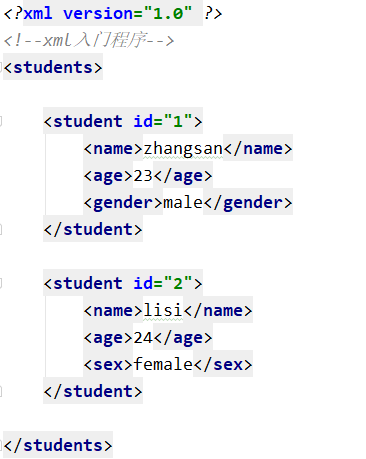 <?xml version="1.0" ?>
<!--xml入门程序-->
<students>
<student id="1">
<name>zhangsan</name>
<age>23</age>
<gender>male</gender>
</student>
<student id="2">
<name>lisi</name>
<age>24</age>
<sex>female</sex>
</student>
</students>